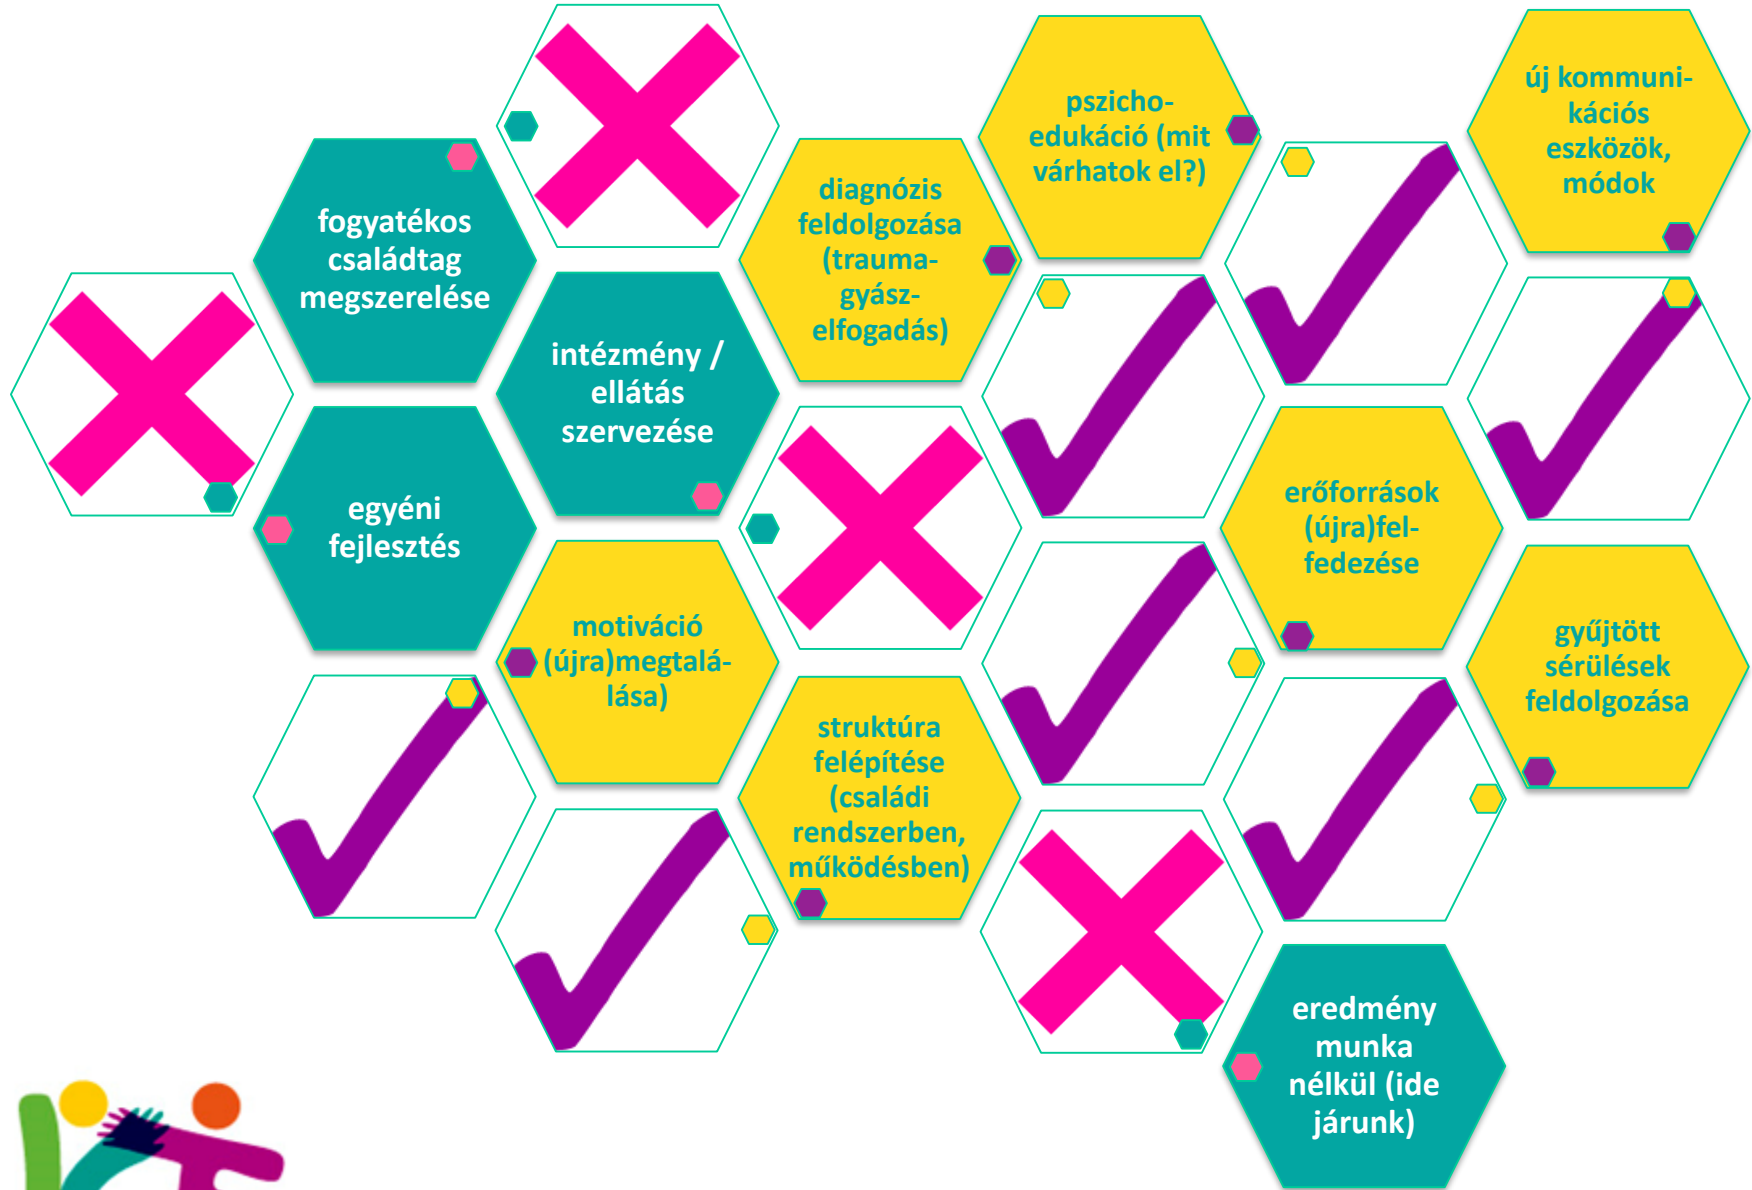 fogyatékos
családtag
megszerelése
intézmény /
ellátás
szervezése
egyéni
fejlesztés
diagnózis
feldolgozása
(trauma-
gyász-
elfogadás)
pszicho-
edukáció (mit
várhatok el?)
új kommuni-
kációs
eszközök,
módok
motiváció
(újra)megtalá-
lása)
struktúra
felépítése
(családi
rendszerben,
működésben)
erőforrások
(újra)fel-
fedezése
gyűjtött
sérülések
feldolgozása
eredmény
munka
nélkül (ide
járunk)